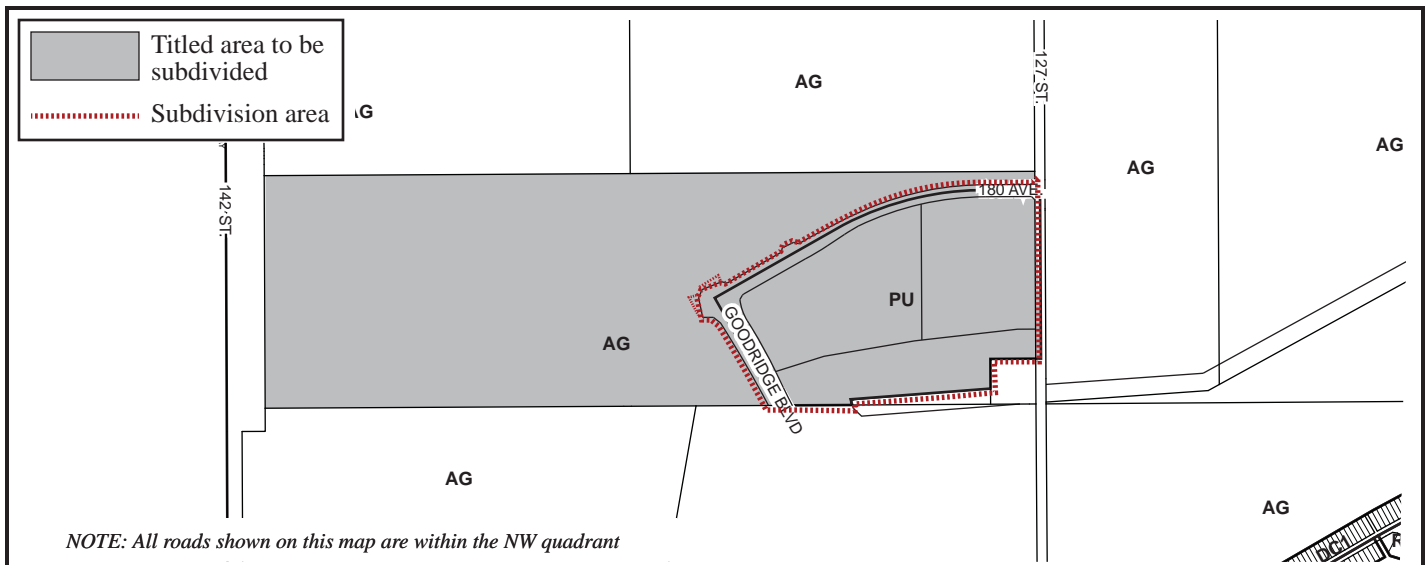 Titled area to be
subdivided
Subdivision area
AG
AG
AG
AG
127 ST.
142 ST.
180 AVE.
PU
AG
GOODRIDGE BLVD
AG
AG
DC1
NOTE: All roads shown on this map are within the NW quadrant